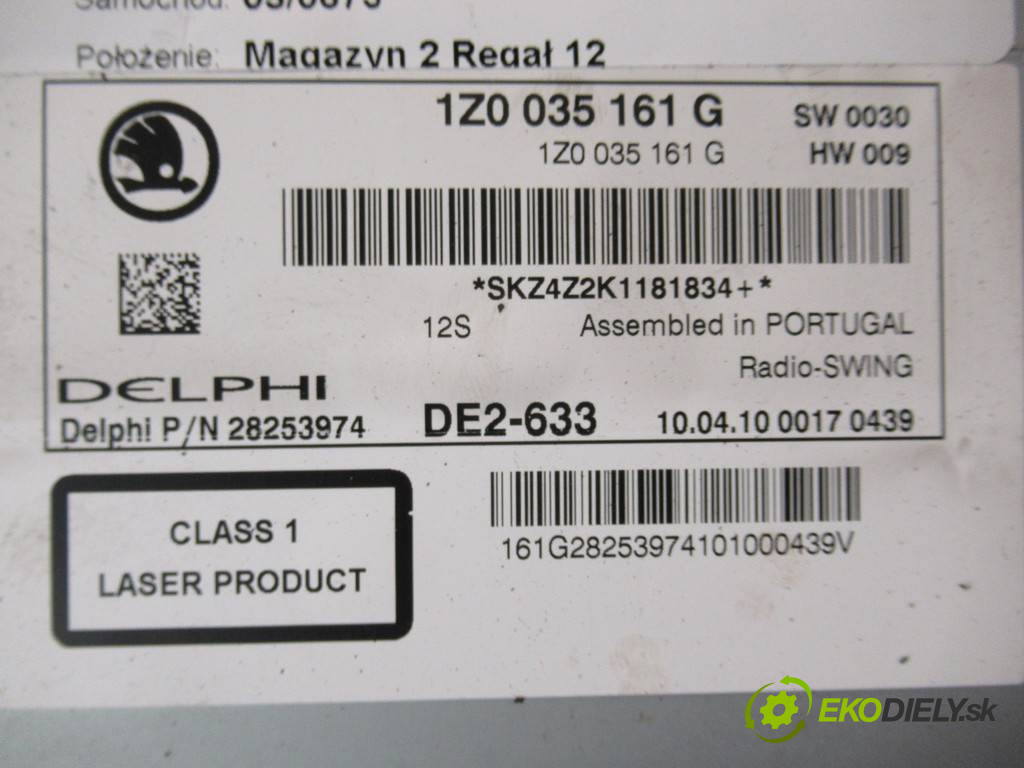 Samochód: 
Położenie: Magazyn 2 Regał 12
1Z0 035 161 G SW 0030
1Z0 035 161 G HW 009
*SKZ4Z2K1181834+*
12S Assembled in PORTUGAL
Radio-SWING
DELPHI
Delphi P/N 28253974 DE2-633 10.04.10 0017 0439
CLASS 1
LASER PRODUCT
161G28253974101000439V
EKODIELY.sk